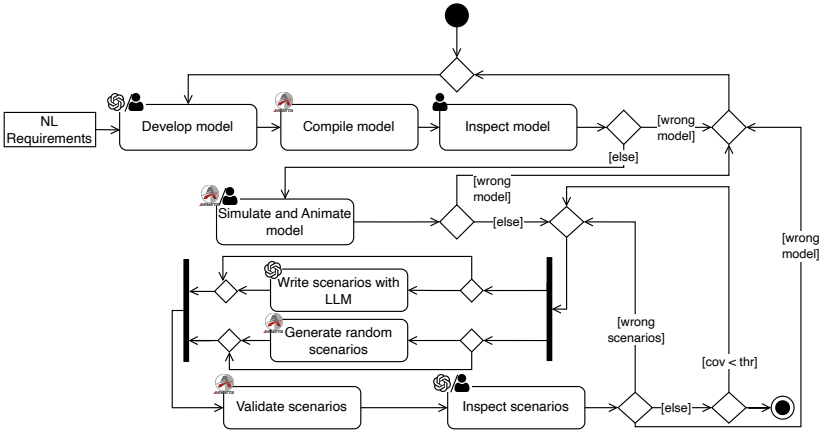 NL
Requirements
Develop model
Compile model
Inspect model
[wrong
model]
[else]
Simulate and Animate
model
[wrong
model]
[else]
[wrong
model]
Write scenarios with
LLM
Generate random
scenarios
[wrong
scenarios]
[cov < thr]
Validate scenarios
Inspect scenarios
[else]